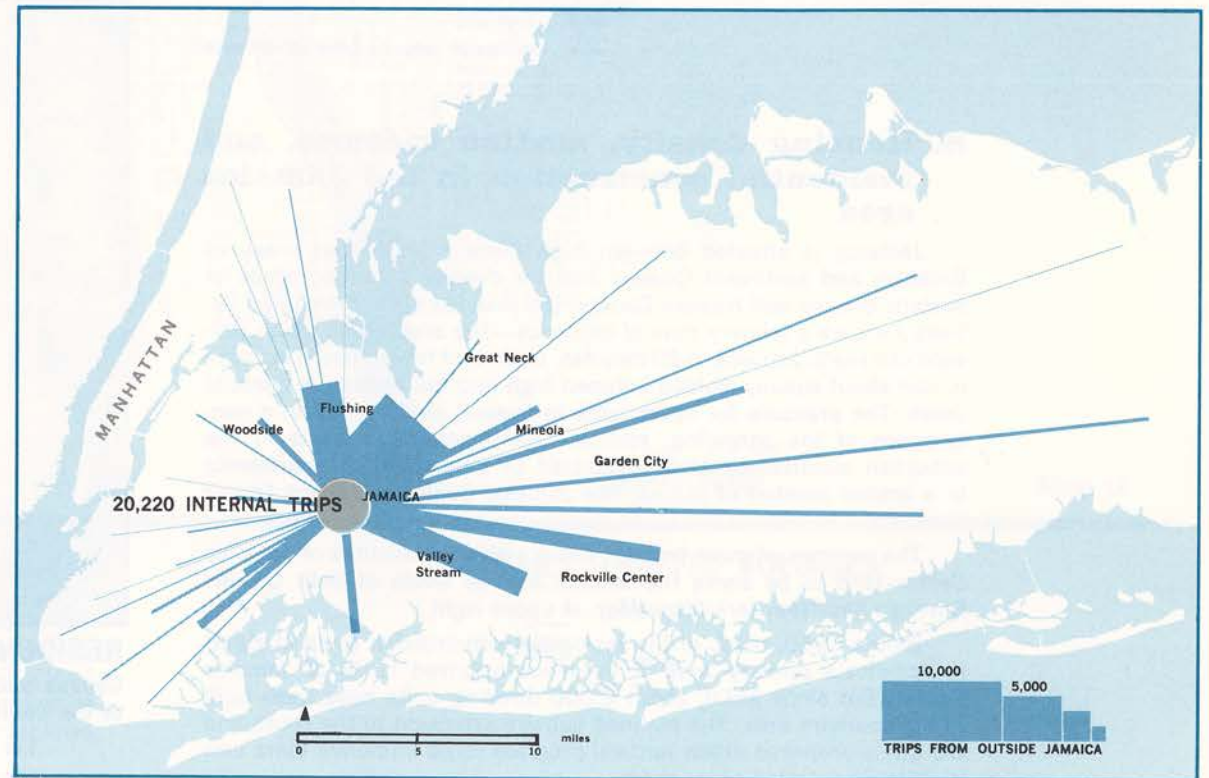 MANHATTAN
Great Neck
Flushing
Woodside
Mineola
Garden City
JAMAICA
20,220 INTERNAL TRIPS
Valley
Stream
Rockville Center
10,000
5,000
TRIPS FROM OUTSIDE JAMAICA
miles
0 5 10